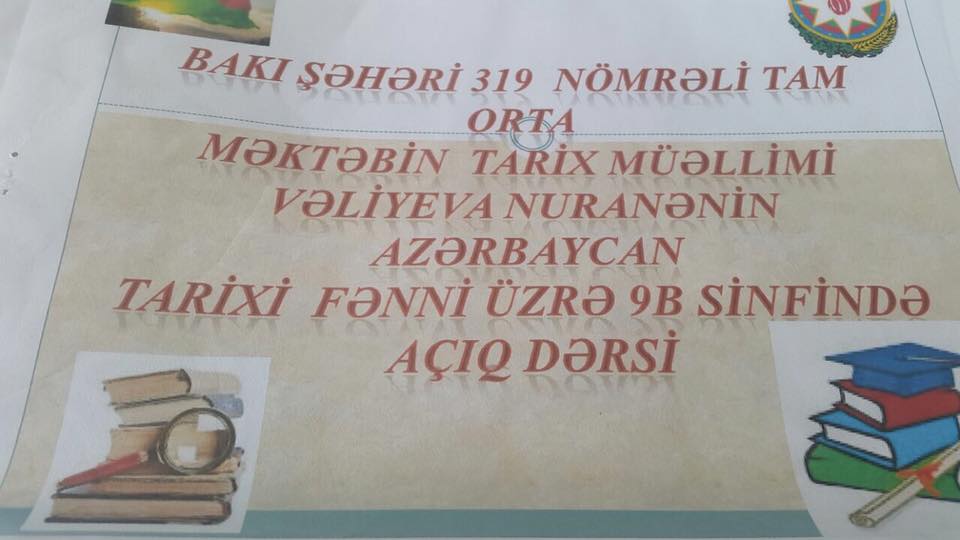 BAKI ŞƏHƏRİ 319 NÖMRƏLİ TAM
ORTA
MƏKTƏBİN TARİX MÜƏLLİMİ
VƏLİYEVA NURANƏNİN
AZƏRBAYCAN
TARİXİ FƏNNİ ÜZRƏ 9B SİNFİNDƏ
AÇIQ DƏRSİ